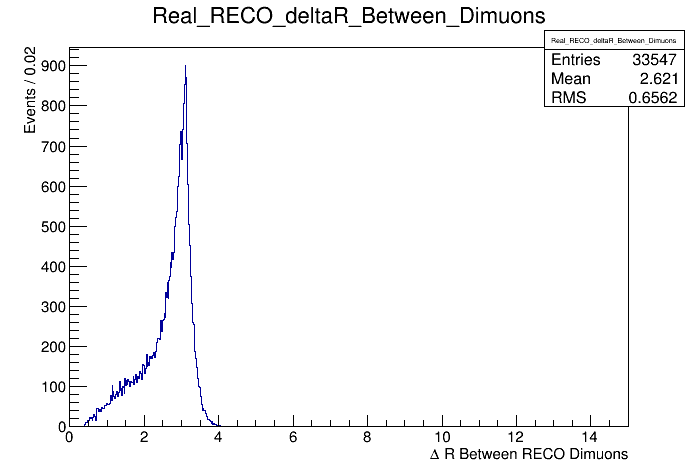 Real_RECO_deltaR_Between_Dimuons
Real_RECO_deltaR_Between_Dimuons
Entries 33547
Mean 2.621
RMS 0.6562
Events / 0.02
900
800
700
600
500
400
300
200
100
0
0 2 4 6 8 10 12 14
Δ R Between RECO Dimuons